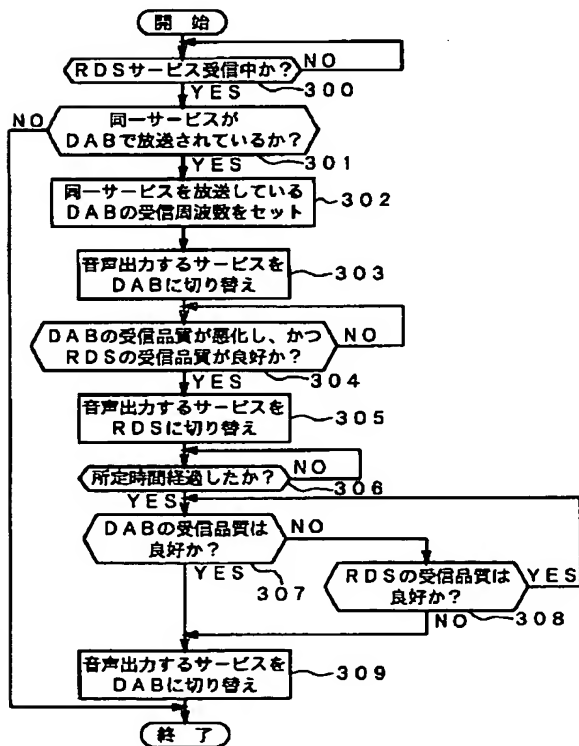 開 始
RDSサービス受信中か?
NO
300
YES
NO
同一サービスが
DABで放送されているか?
301
YES
同一サービスを放送している
DABの受信周波数をセット
302
音声出力するサービスを
DABに切り替え
303
DABの受信品質が悪化し、かつ
RDSの受信品質が良好か?
NO
304
YES
音声出力するサービスを
RDSに切り替え
305
所定時間経過したか?
NO
306
YES
DABの受信品質は
良好か?
NO
307
YES
RDSの受信品質は
良好か?
YES
308
NO
音声出力するサービスを
DABに切り替え
309
終 了